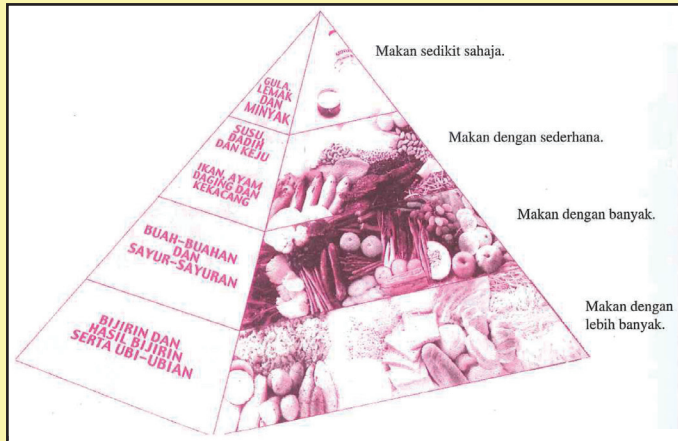 Makan sedikit sahaja.
GULA,
LEMAK
DAN
MINYAK
Makan dengan sederhana.
SUSU,
DADIH
DAN KEJU
IKAN, AYAM
DAGING DAN
KEKACANG
Makan dengan banyak.
BUAH-BUAHAN
DAN
SAYUR-SAYURAN
Makan dengan
lebih banyak.
BIJIRIN DAN
HASIL BIJIRIN
SERTA UBI-UBIAN